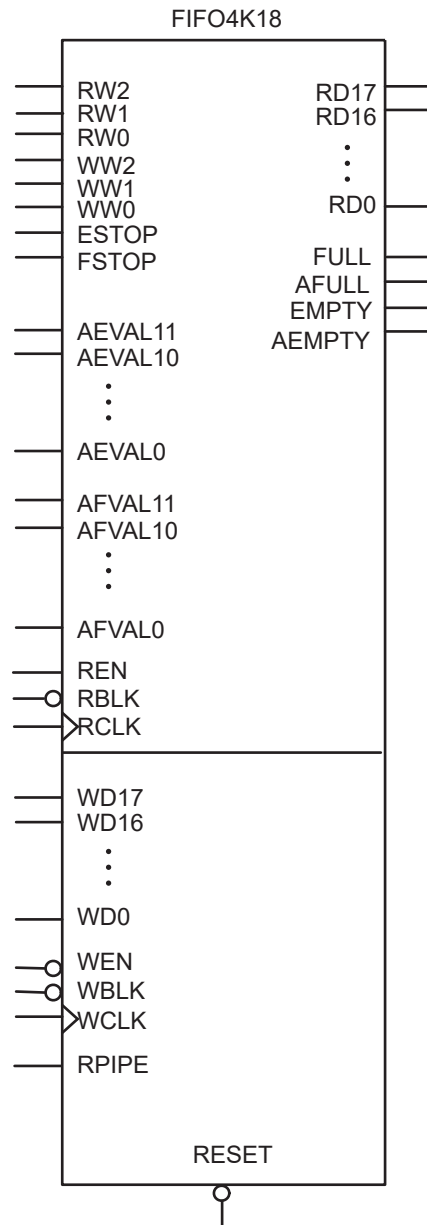 FIFO4K18
RW2
RW1
RW0
WW2
WW1
WW0
ESTOP
FSTOP
RD17
RD16
RD0
FULL
AFULL
EMPTY
AEMPTY
AEVAL11
AEVAL10
AEVAL0
AFVAL11
AFVAL10
AFVAL0
REN
RBLK
RCLK
WD17
WD16
WD0
WEN
WBLK
WCLK
RPIPE
RESET